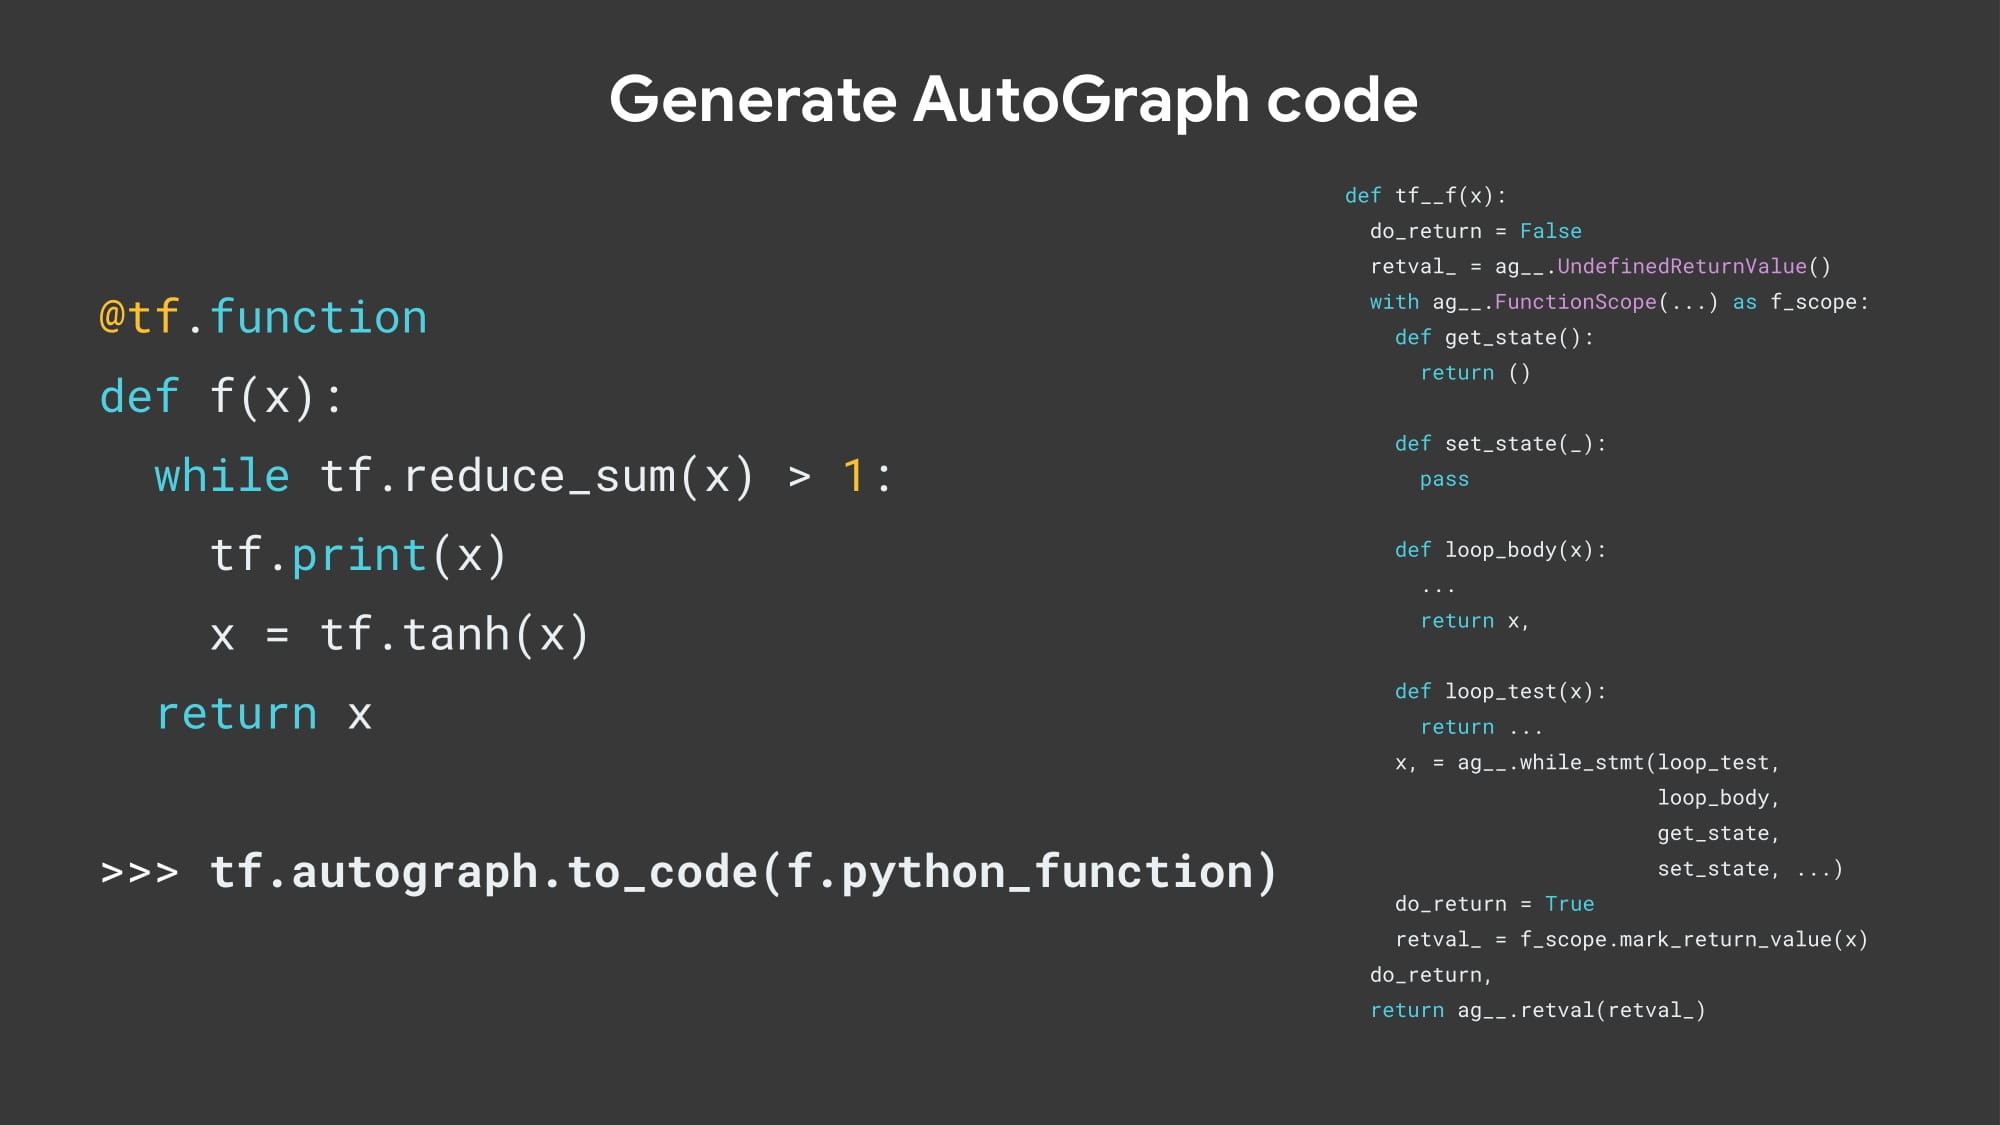 Generate AutoGraph code
@tf.function
def f(x):
  while tf.reduce_sum(x) > 1:
    tf.print(x)
    x = tf.tanh(x)
  return x
>>> tf.autograph.to_code(f.python_function)
def tf__f(x):
  do_return = False
  retval_ = ag__.UndefinedReturnValue()
  with ag__.FunctionScope(...) as f_scope:
    def get_state():
      return ()
    def set_state(_):
      pass
    def loop_body(x):
      ...
      return x,
    def loop_test(x):
      return ...
    x, = ag__.while_stmt(loop_test,
                         loop_body,
                         get_state,
                         set_state, ...)
    do_return = True
    retval_ = f_scope.mark_return_value(x)
  do_return,
  return ag__.retval(retval_)